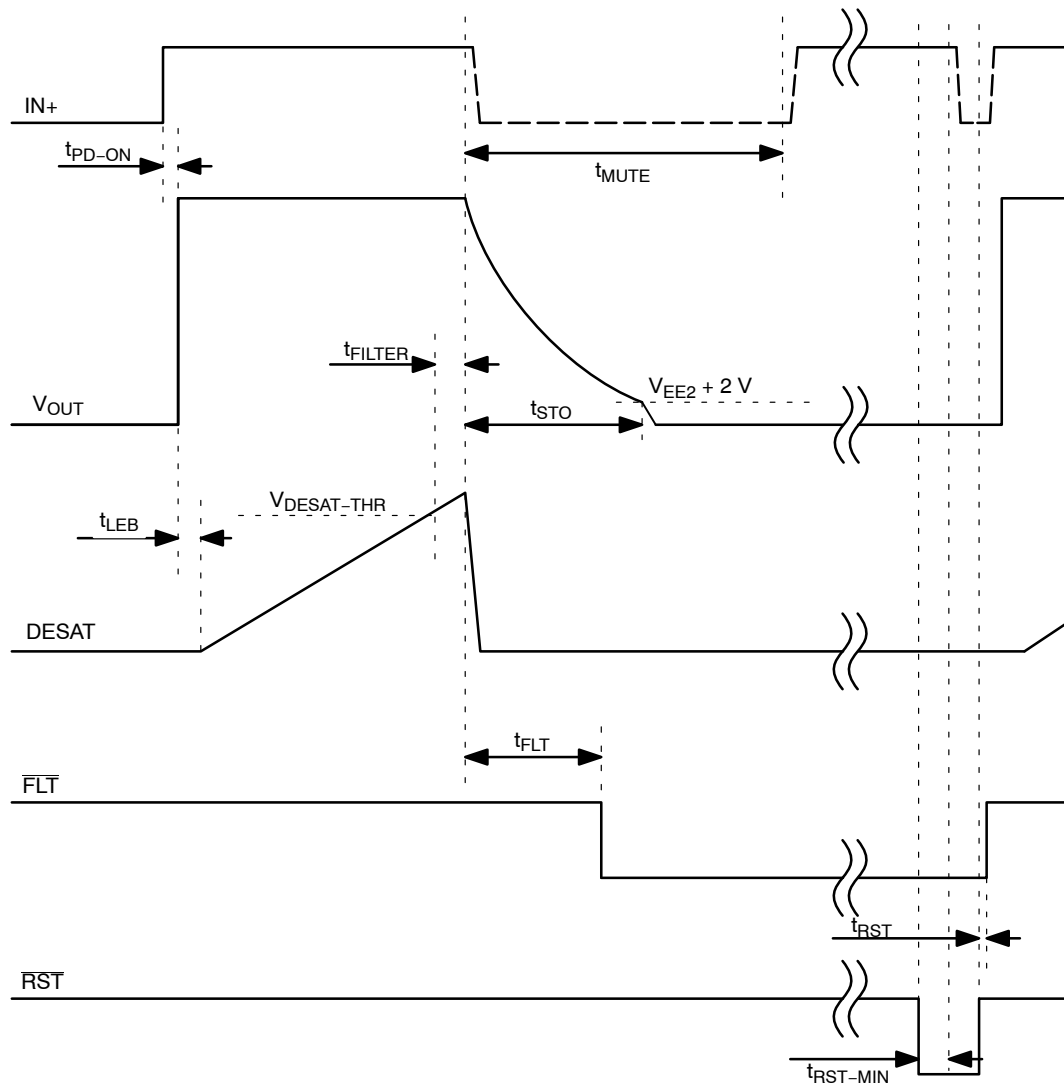 IN+
tPD–ON
tMUTE
tFILTER
VEE2 + 2 V
VOUT
tSTO
VDESAT–THR
tLEB
DESAT
tFLT
FLT
tRST
RST
tRST–MIN